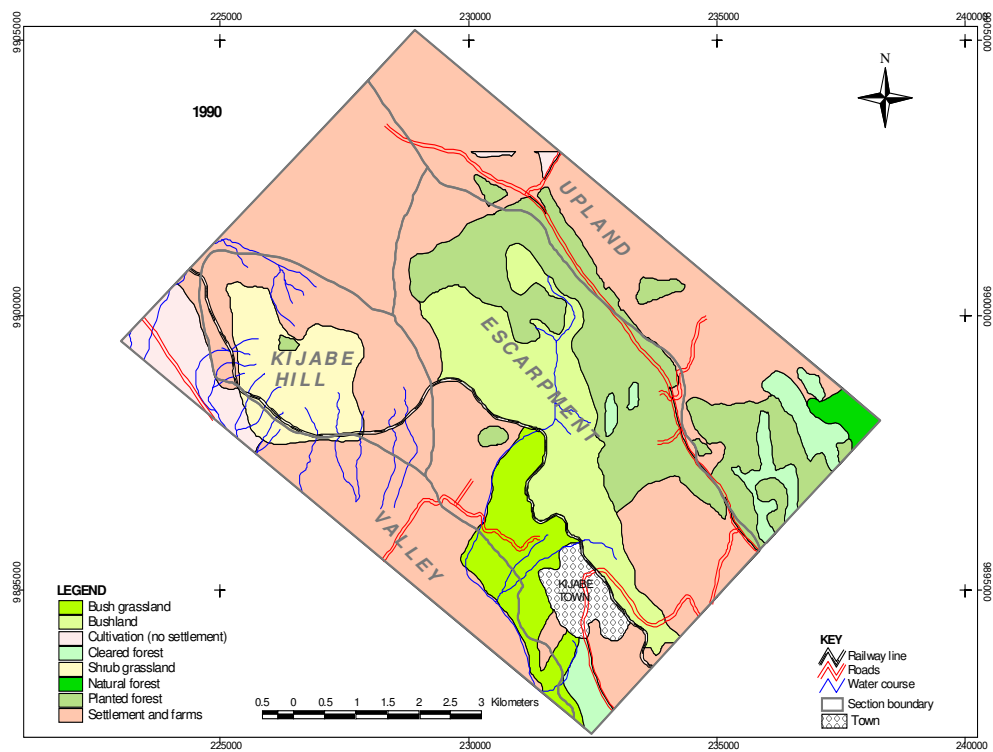 225000 230000 235000 240000
9905000 9905000
N
1990
UPLAND
9900000 9900000
ESCARPMENT
KIJABE
HILL
VALLEY
9895000 9895000
KIJABE
TOWN
LEGEND
Bush grassland
Bushland
Cultivation (no settlement)
Cleared forest
Shrub grassland
Natural forest
Planted forest
Settlement and farms
0.5 0 0.5 1 1.5 2 2.5 3 Kilometers
KEY
Railway line
Roads
Water course
Section boundary
Town
225000 230000 235000 240000